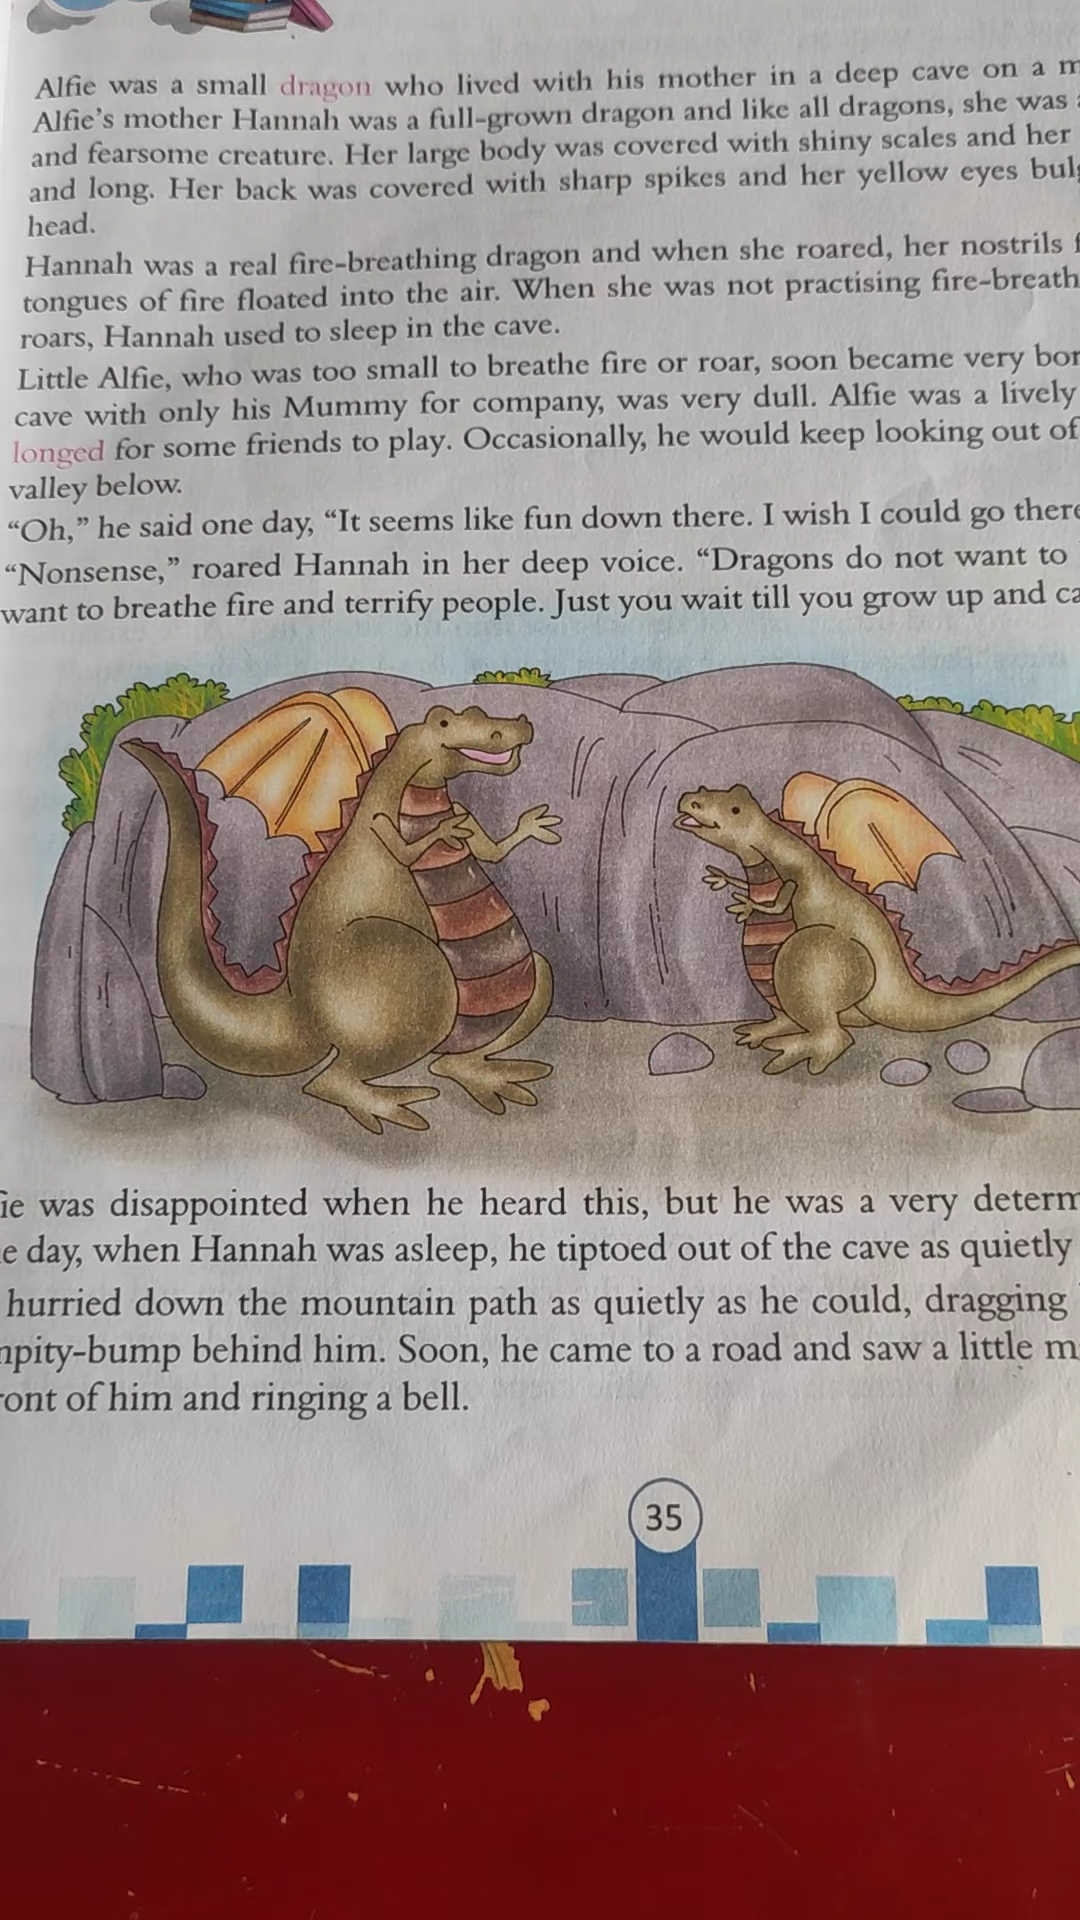 Alfie was a small dragon who lived with his mother in a deep cave on a
Alfie's mother Hannah was a full-grown dragon and like all dragons, she was
and fearsome creature. Her large body was covered with shiny scales and her
and long. Her back was covered with sharp spikes and her yellow eyes
head.
Hannah was a real fire-breathing dragon and when she roared, her nostrils
tongues of fire floated into the air. When she was not practising fire-breath
roars, Hannah used to sleep in the cave.
Little Alfie, who was too small to breathe fire or roar, soon became very
cave with only his Mummy for company, was very dull. Alfie was a lively
longed for some friends to play. Occasionally, he would keep looking out of
valley below.
“Oh,” he said one day, “It seems like fun down there. I wish I could go there
“Nonsense,” roared Hannah in her deep voice. “Dragons do not want to
want to breathe fire and terrify people. Just you wait till you grow up and
was disappointed when he heard this, but he was a very
day, when Hannah was asleep, he tiptoed out of the cave as quietly
hurried down the mountain path as quietly as he could, dragging
mpity-bump behind him. Soon, he came to a road and saw a little
ront of him and ringing a bell.
35